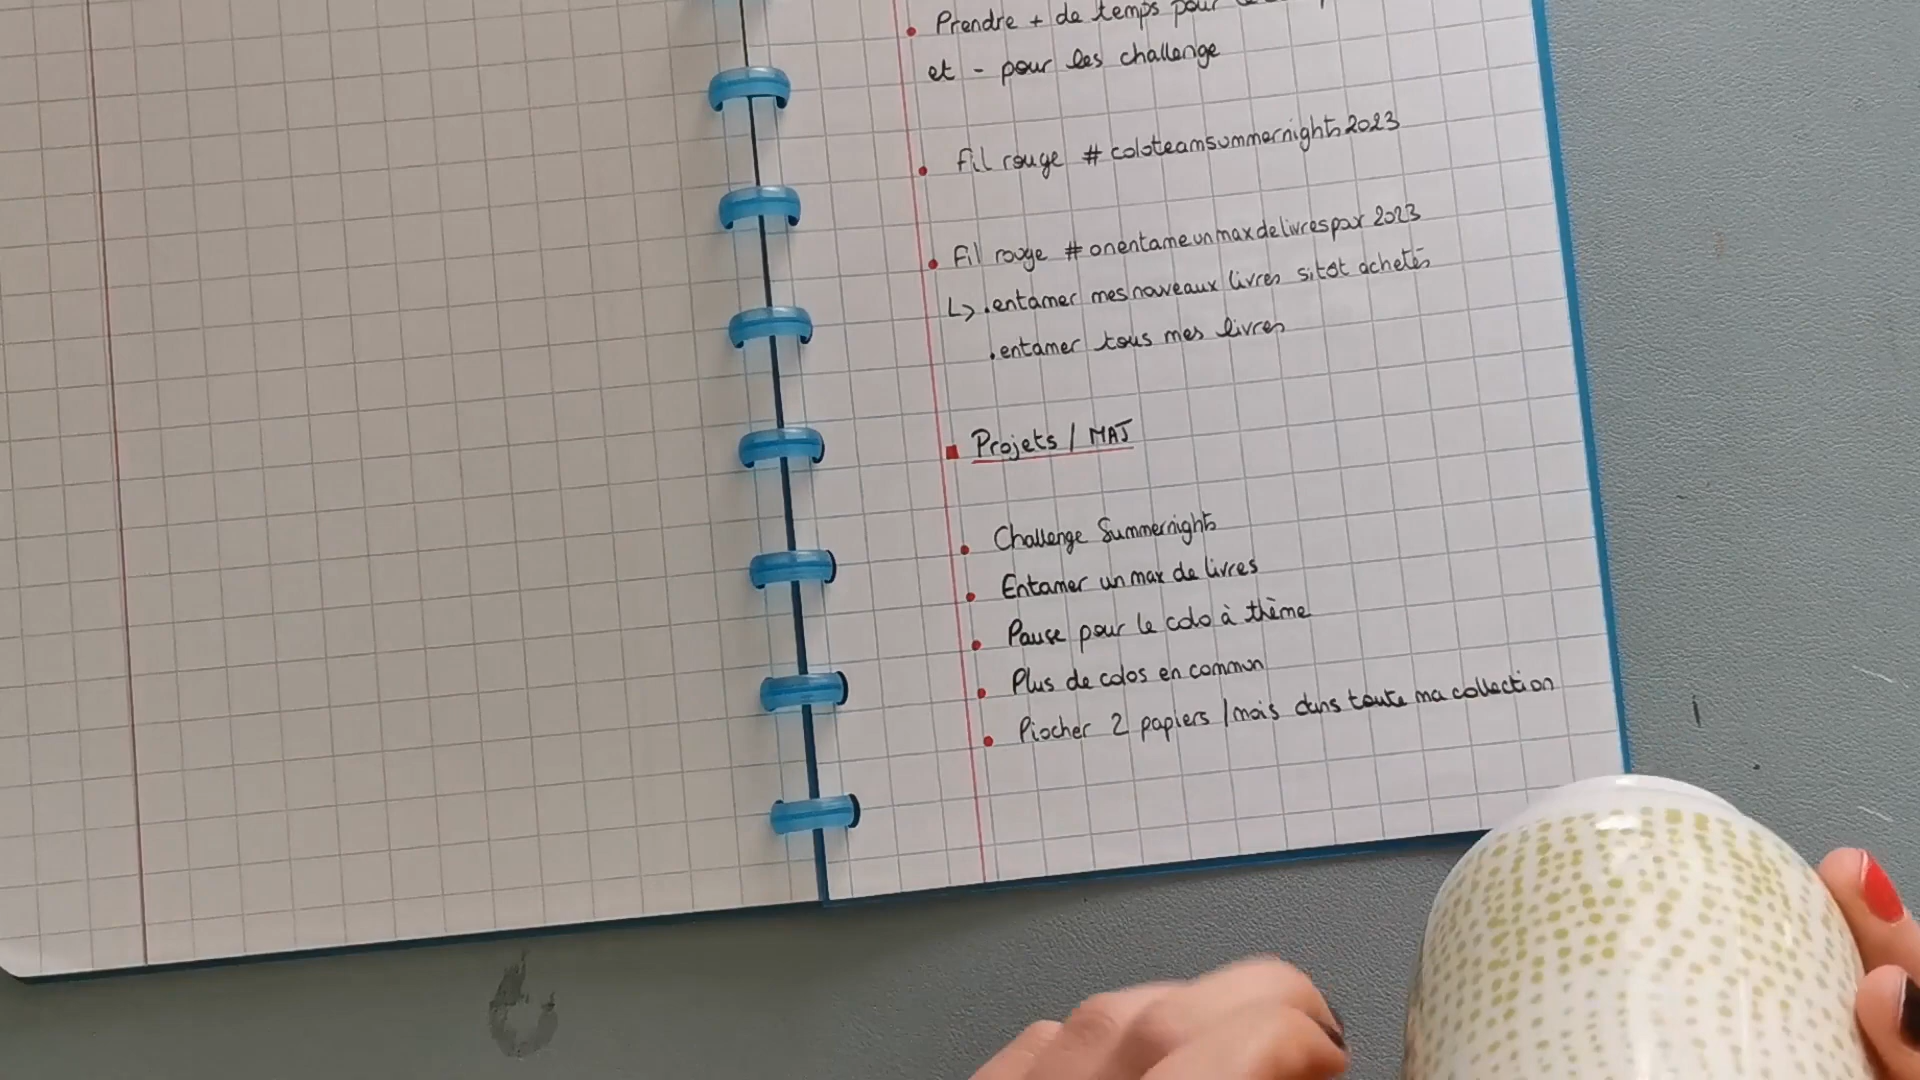 • Prendre + de temps pour
et - pour les challenge
• Fil rouge #coloteamsummernights2023
• Fil rouge #onentameunmaxdelivrespar2023
↳ .entamer mes nouveaux livres sitôt achetés
.entamer tous mes livres
▪ Projets / MAJ
• Challenge Summernights
• Entamer un max de livres
• Pause pour le colo à thème
• Plus de colos en commun
• Piocher 2 papiers /mois dans toute ma collection